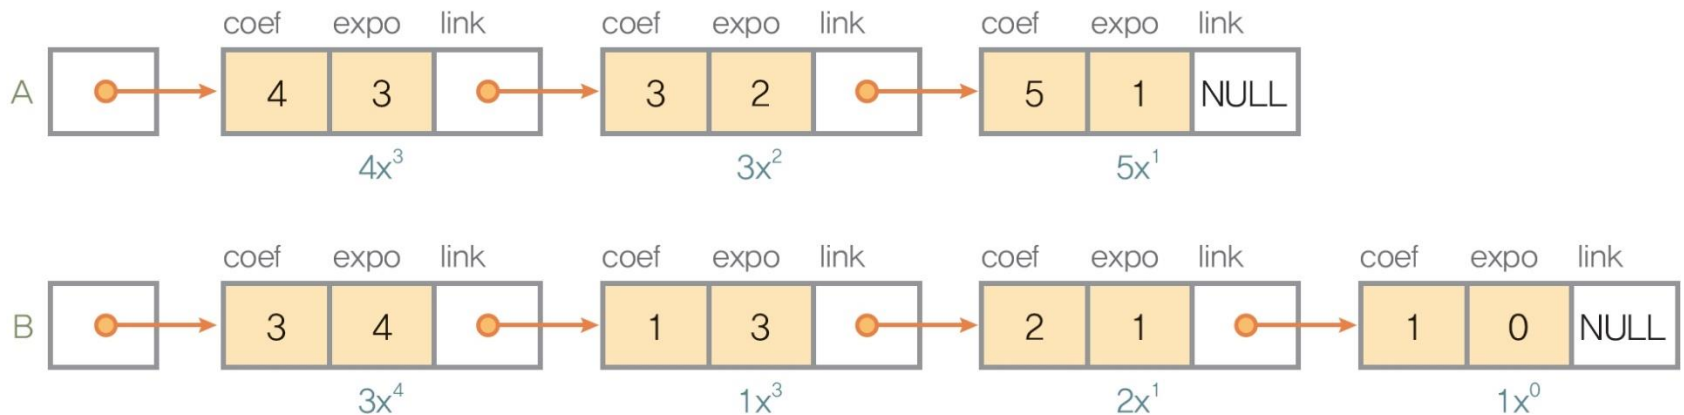 coef expo link coef expo link coef expo link
A 4 3 3 2 5 1 NULL
4x³ 3x² 5x¹
coef expo link coef expo link coef expo link coef expo link
B 3 4 1 3 2 1 1 0 NULL
3x⁴ 1x³ 2x¹ 1x⁰